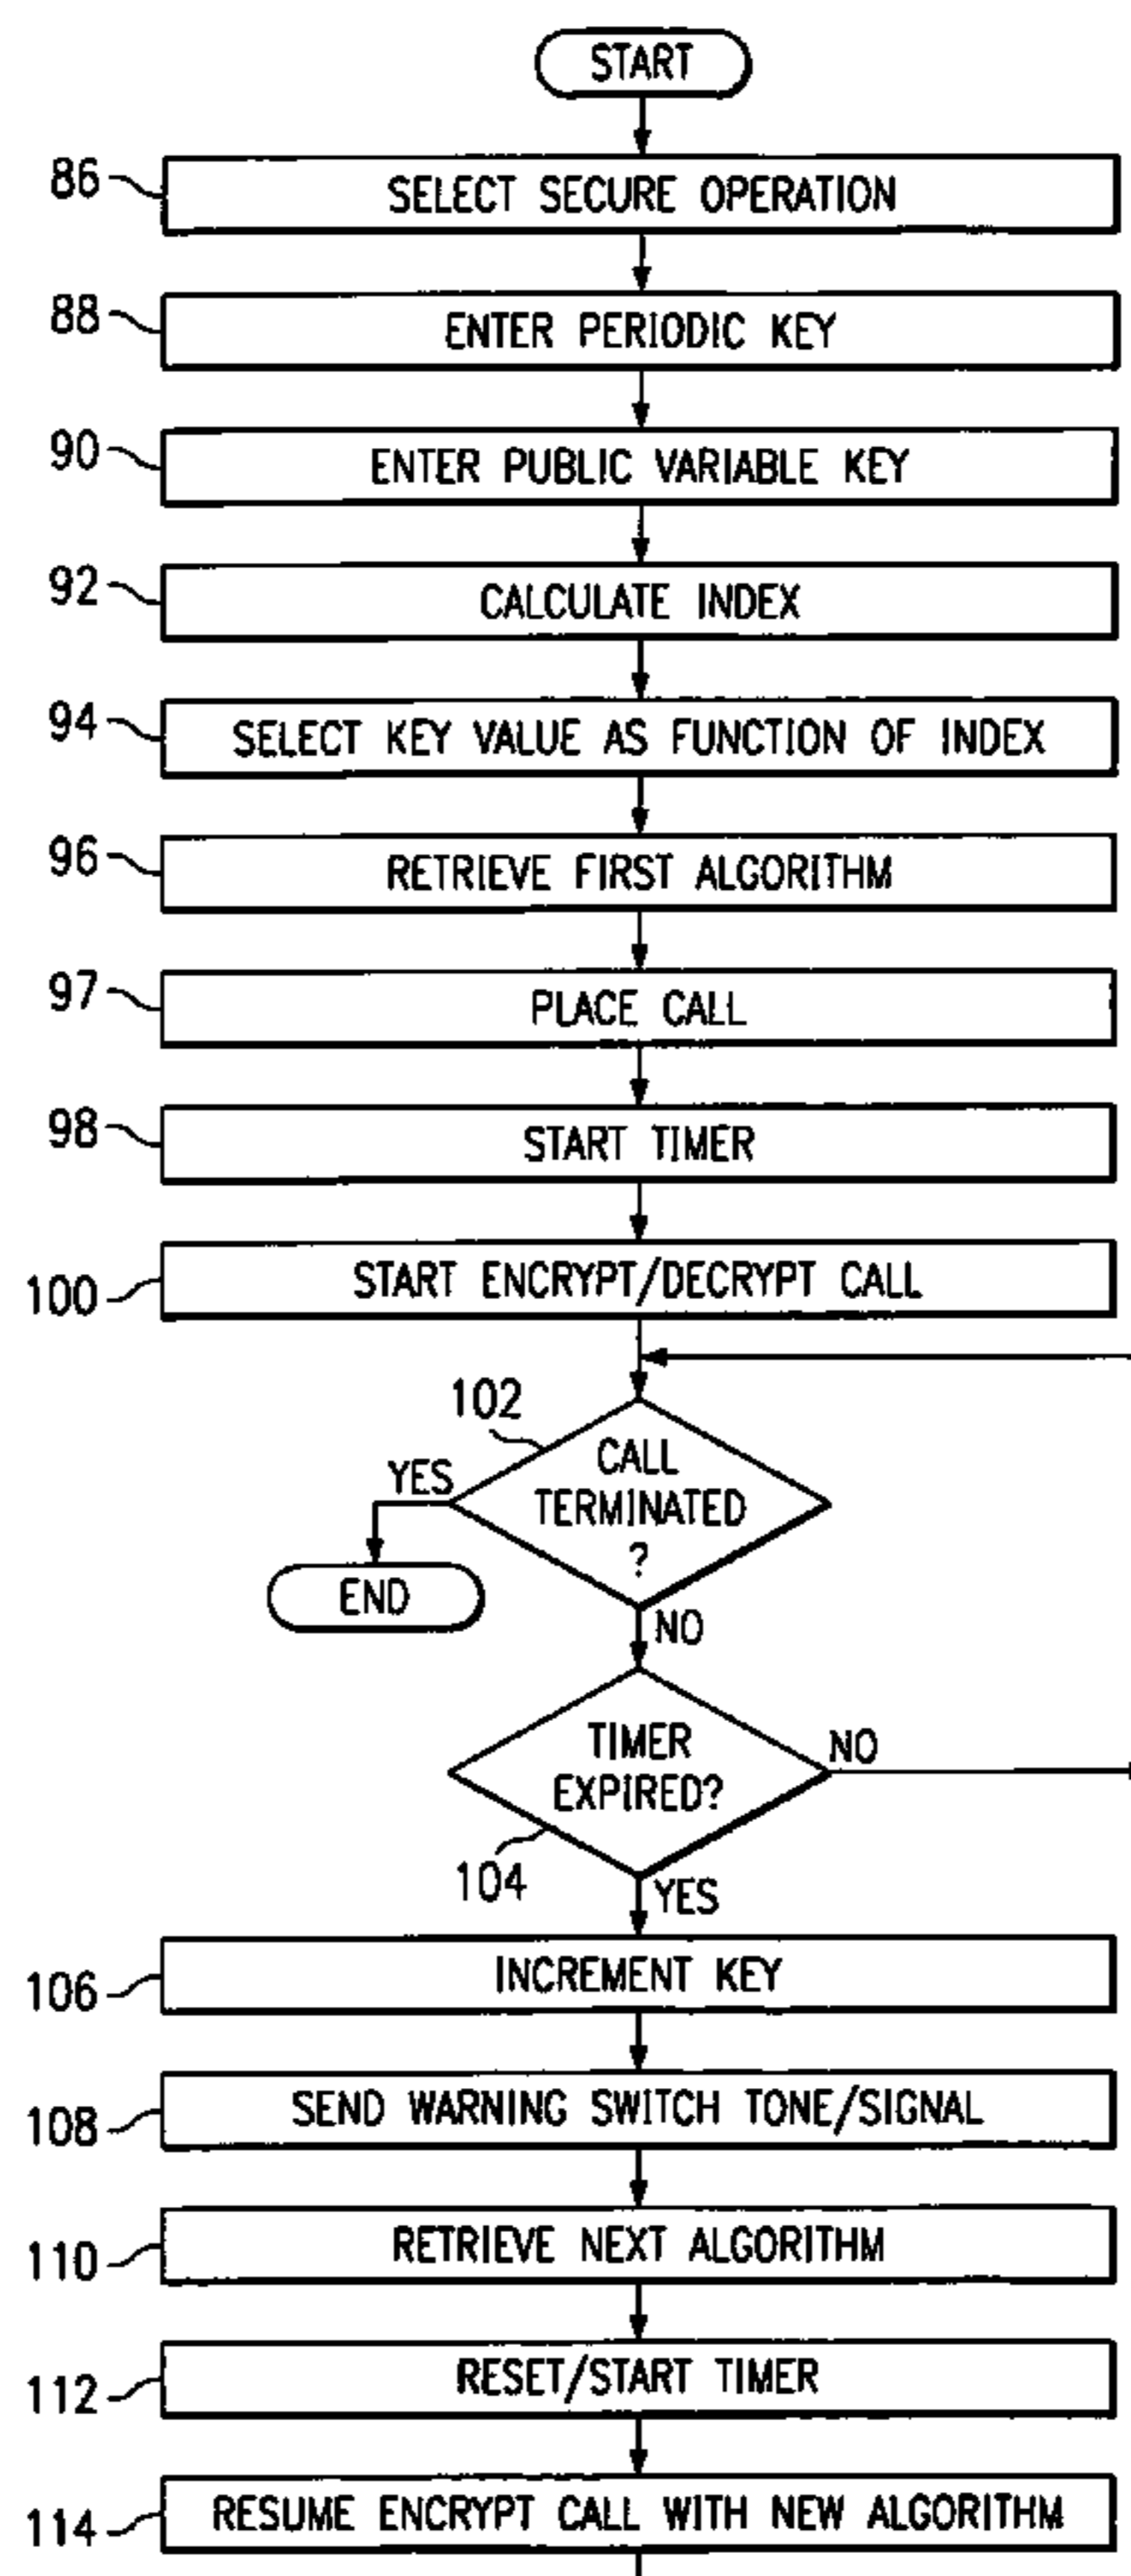 START
86
SELECT SECURE OPERATION
88
ENTER PERIODIC KEY
90
ENTER PUBLIC VARIABLE KEY
92
CALCULATE INDEX
94
SELECT KEY VALUE AS FUNCTION OF INDEX
96
RETRIEVE FIRST ALGORITHM
97
PLACE CALL
98
START TIMER
100
START ENCRYPT/DECRYPT CALL
102
CALL
TERMINATED
?
YES
END
NO
TIMER
EXPIRED?
NO
104
YES
106
INCREMENT KEY
108
SEND WARNING SWITCH TONE/SIGNAL
110
RETRIEVE NEXT ALGORITHM
112
RESET/START TIMER
114
RESUME ENCRYPT CALL WITH NEW ALGORITHM